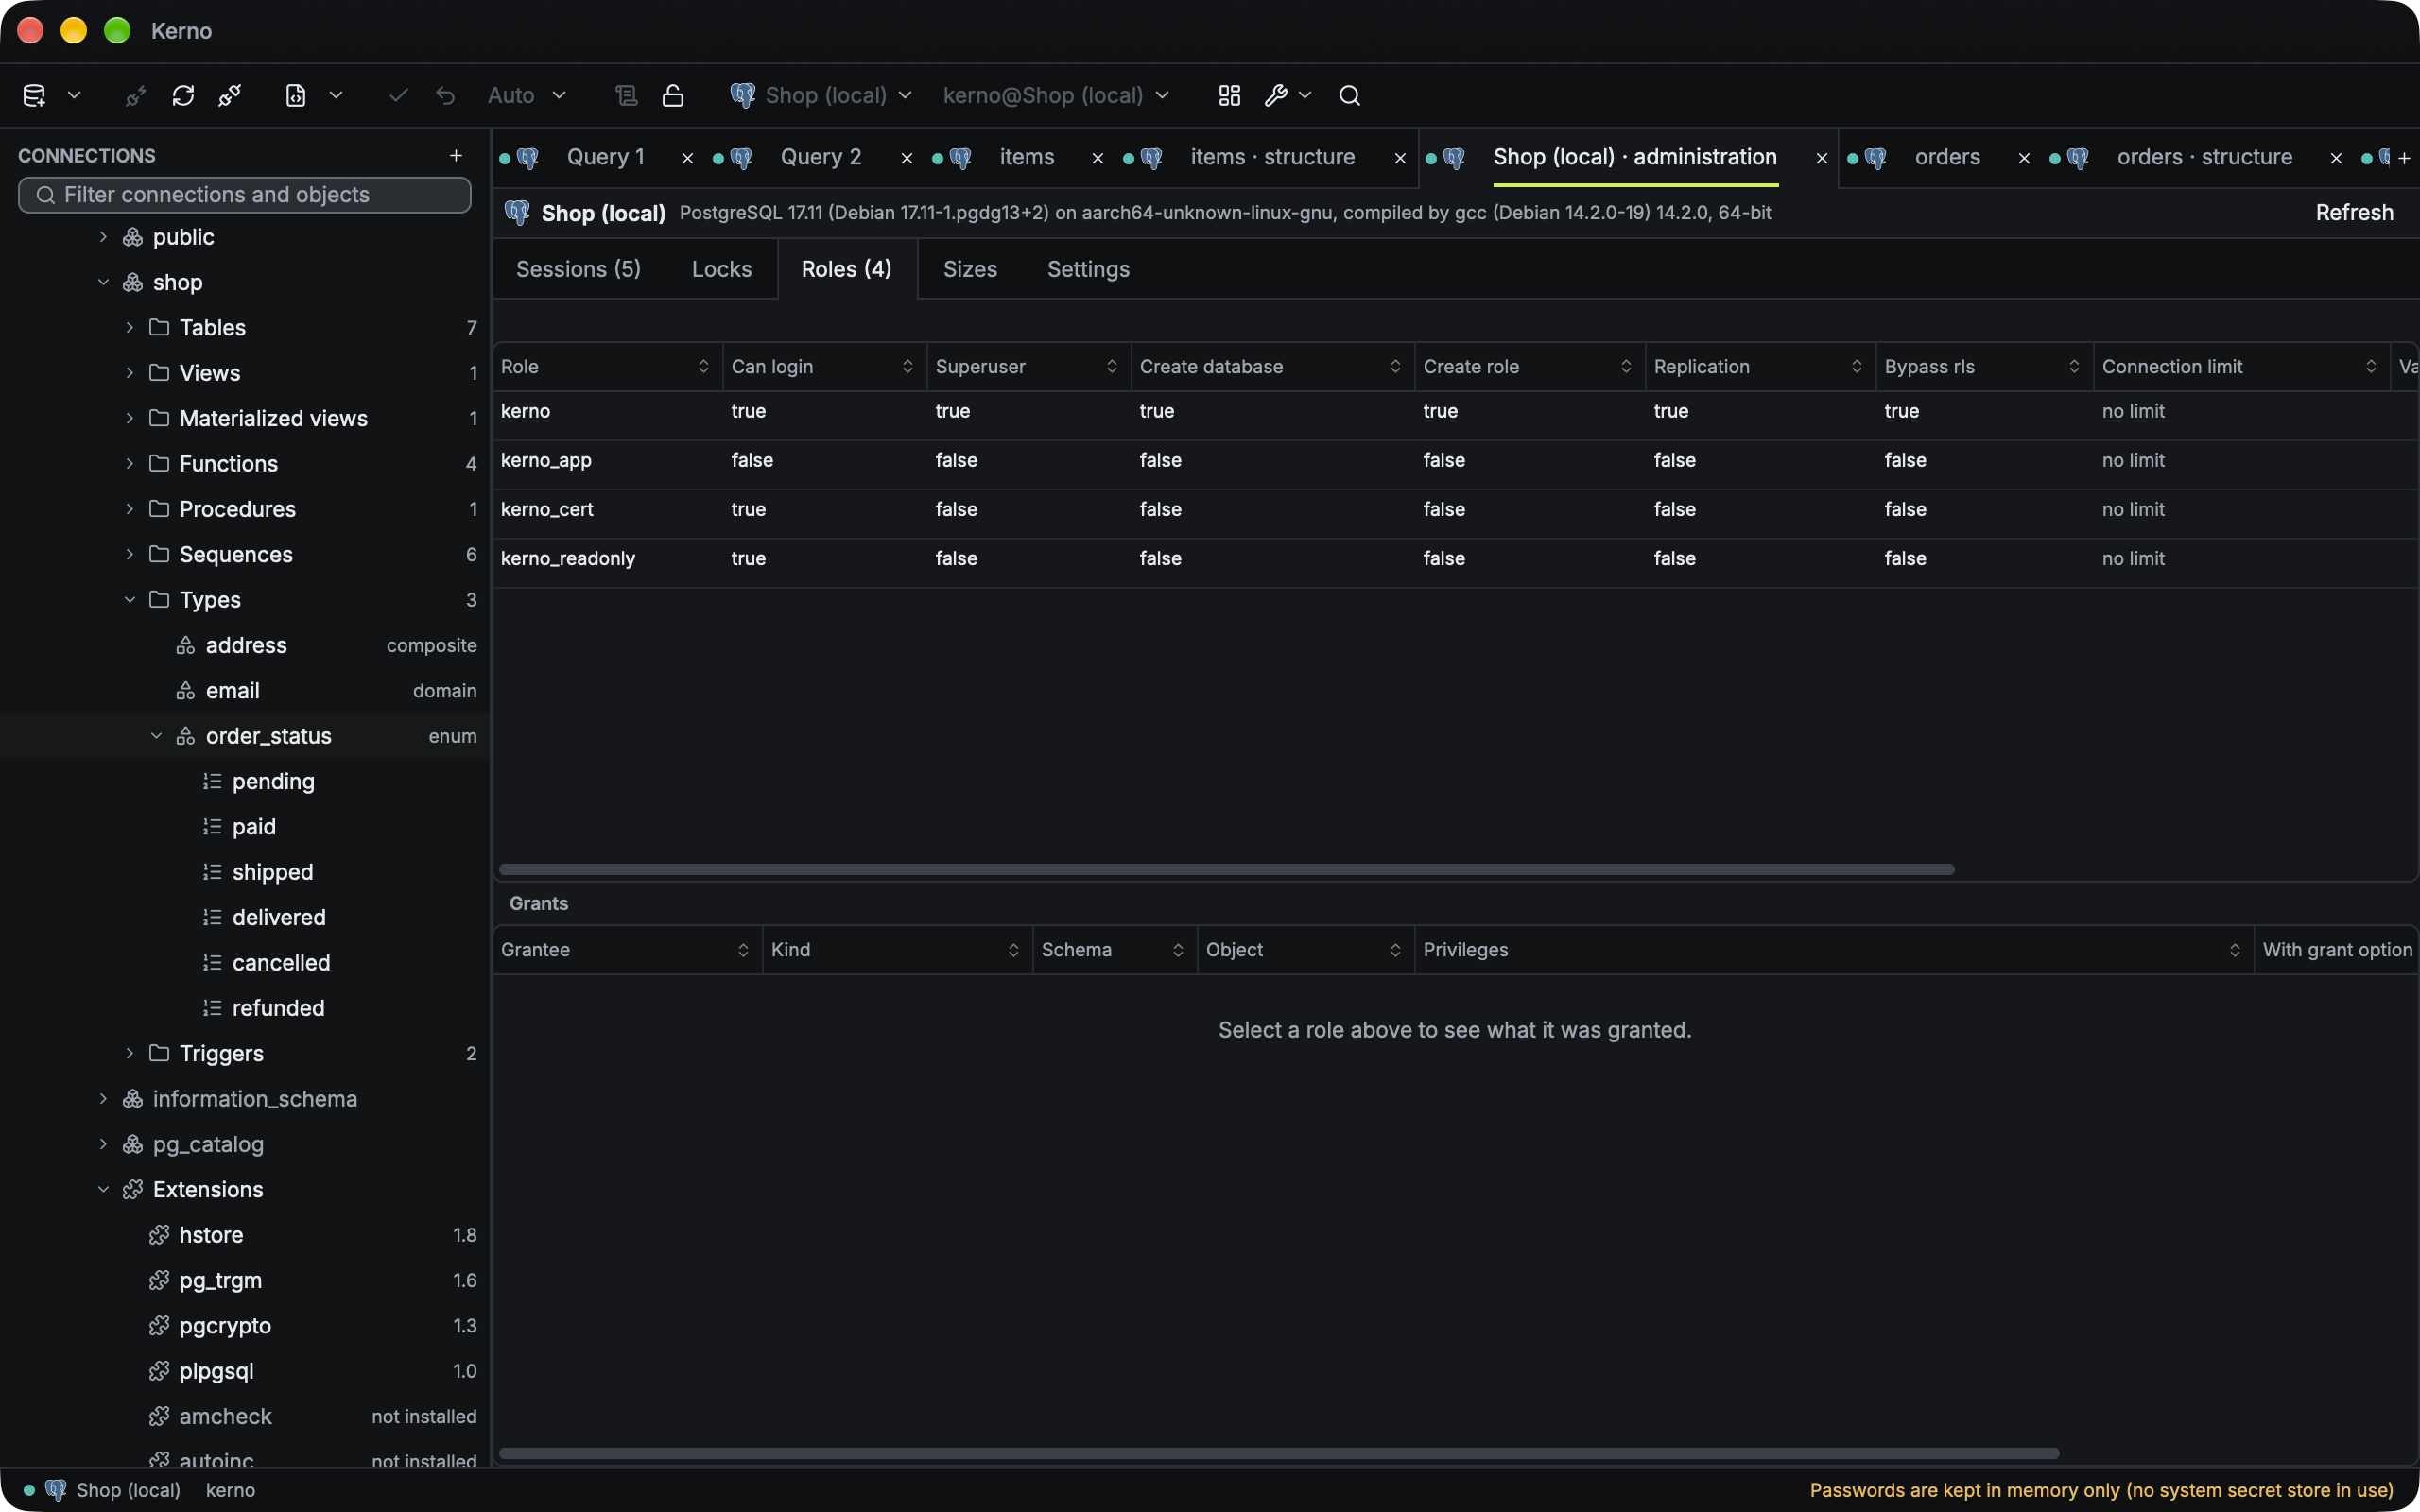 Kerno
Auto
Shop (local)
kerno@Shop (local)
CONNECTIONS
Filter connections and objects
public
shop
Tables 7
Views 1
Materialized views 1
Functions 4
Procedures 1
Sequences 6
Types 3
address composite
email domain
order_status enum
pending
paid
shipped
delivered
cancelled
refunded
Triggers 2
information_schema
pg_catalog
Extensions
hstore 1.8
pg_trgm 1.6
pgcrypto 1.3
plpgsql 1.0
amcheck not installed
autoinc not installed
Query 1
Query 2
items
items · structure
Shop (local) · administration
orders
orders · structure
Shop (local) PostgreSQL 17.11 (Debian 17.11-1.pgdg13+2) on aarch64-unknown-linux-gnu, compiled by gcc (Debian 14.2.0-19) 14.2.0, 64-bit Refresh
Sessions (5) Locks Roles (4) Sizes Settings
Role Can login Superuser Create database Create role Replication Bypass rls Connection limit
kerno true true true true true true no limit
kerno_app false false false false false false no limit
kerno_cert true false false false false false no limit
kerno_readonly true false false false false false no limit
Grants
Grantee Kind Schema Object Privileges With grant option
Select a role above to see what it was granted.
Shop (local) kerno
Passwords are kept in memory only (no system secret store in use)